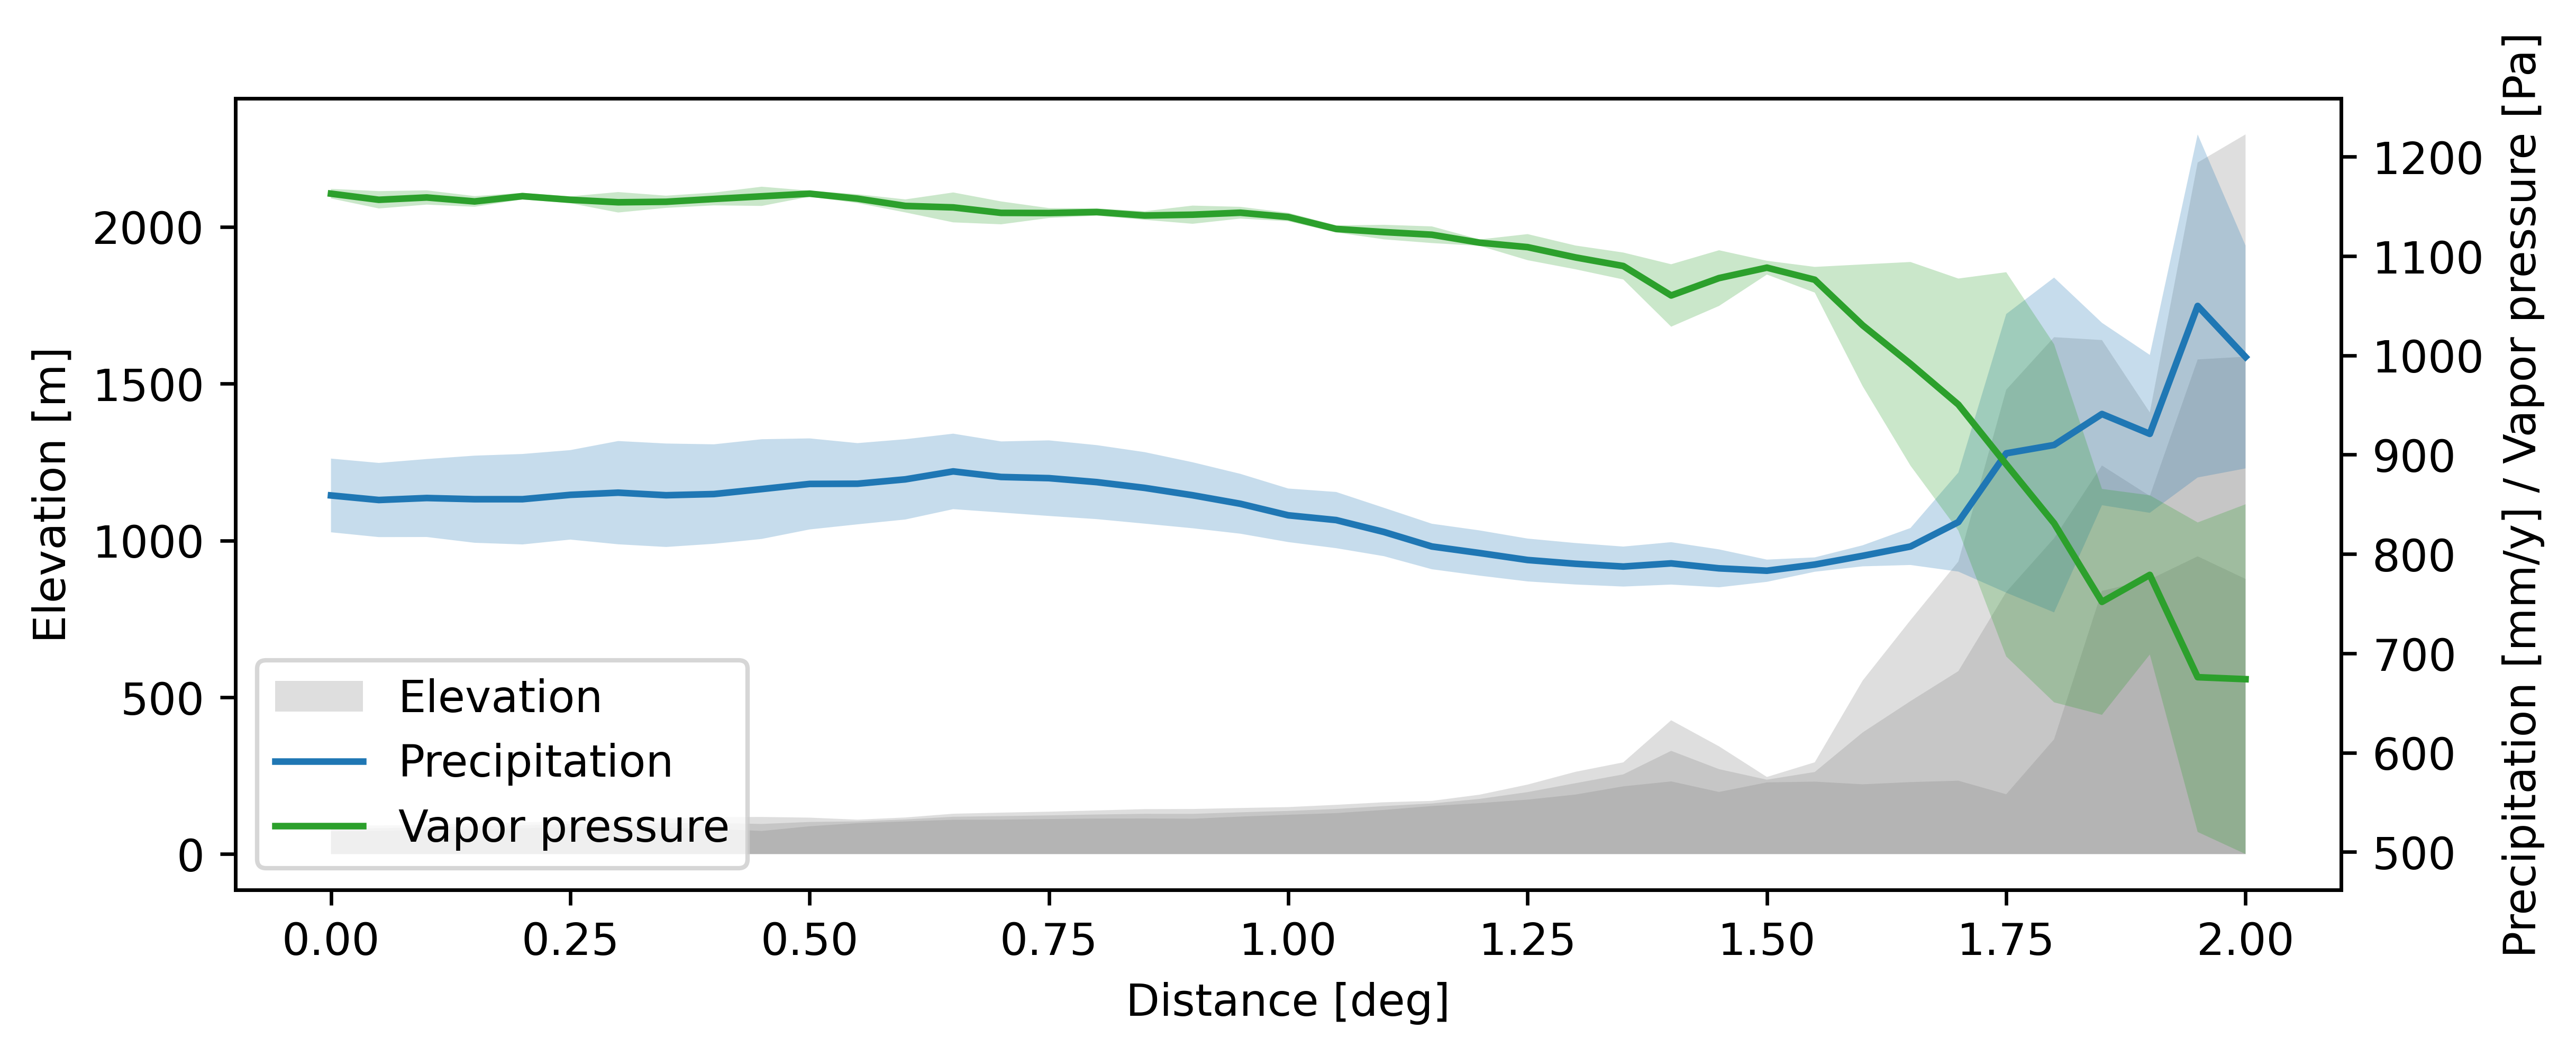 Elevation [m]
2000
1500
1000
500
0
Elevation
Precipitation
Vapor pressure
0.00 0.25 0.50 0.75 1.00 1.25 1.50 1.75 2.00
Distance [deg]
1200
1100
1000
900
800
700
600
500
Precipitation [mm/y] / Vapor pressure [Pa]